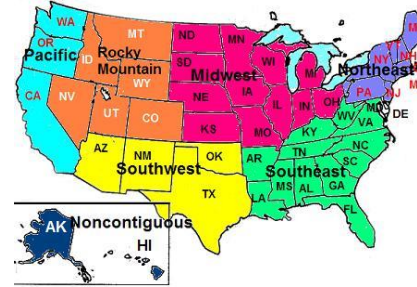 WA
OR
Pacific
CA
MT
ID
Rocky
Mountain
WY
NV
UT
CO
ND
MN
SD
WI
Midwest
MI
NE
IA
IL
IN
OH
KS
MO
Northeast
NY
NH
PA
NJ
MD
DE
WV
VA
KY
AZ
NM
OK
Southwest
TX
AR
TN
NC
SC
Southeast
MS
AL
GA
LA
FL
AK
Noncontiguous
HI